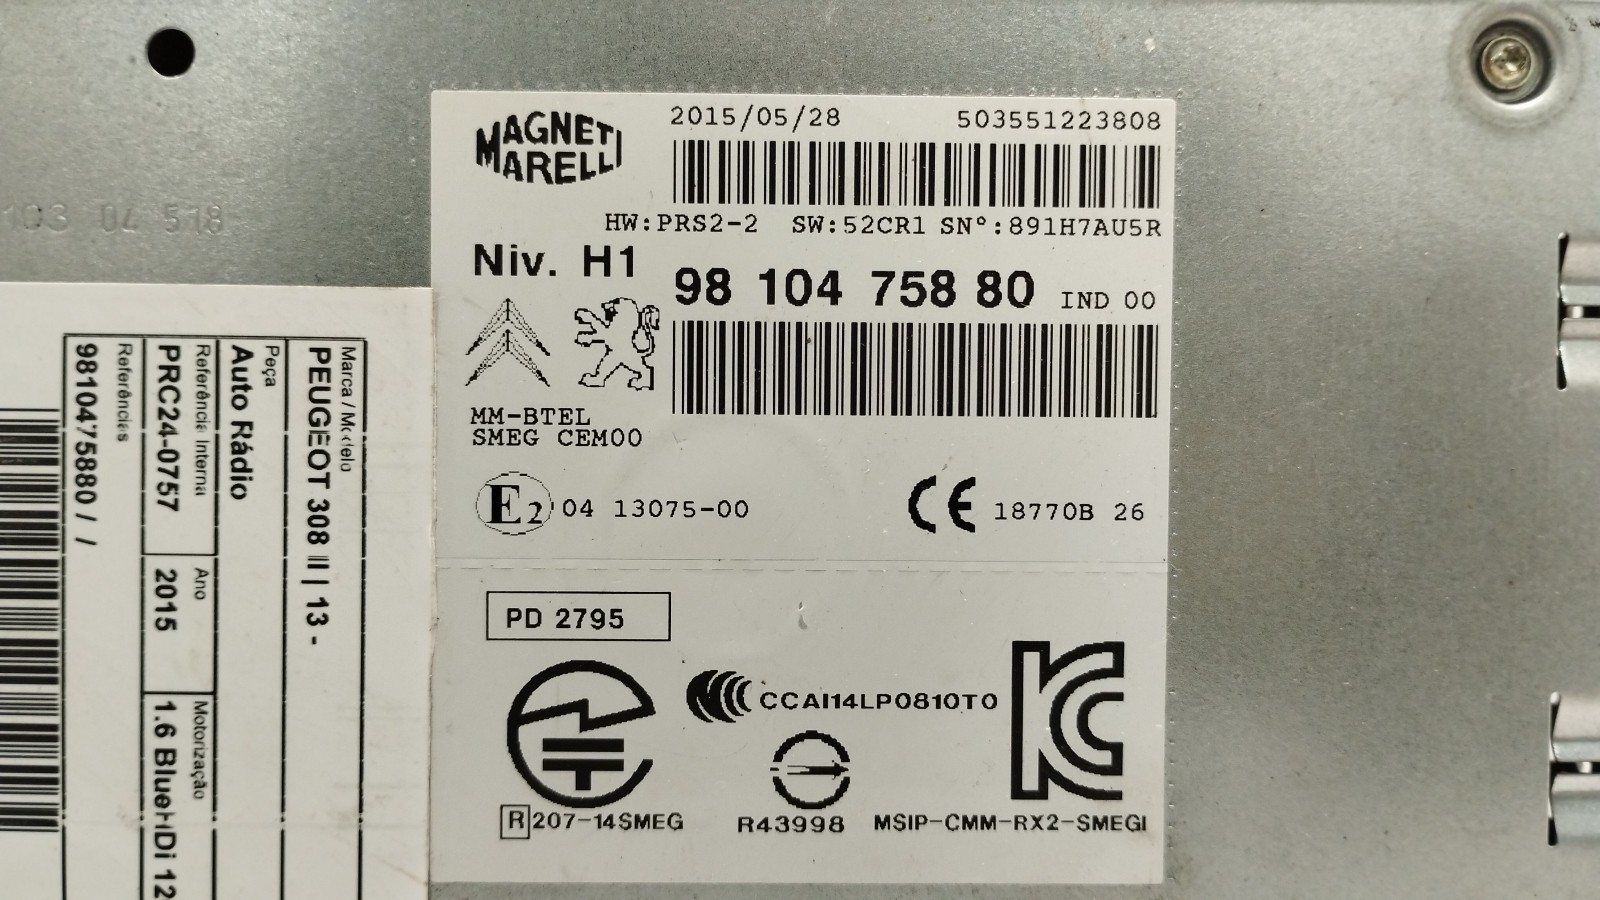 103 04 518
MAGNETI
MARELLI
2015/05/28 503551223808
HW:PRS2-2 SW:52CR1 SN°:891H7AU5R
Niv. H1
98 104 758 80 IND 00
MM-BTEL
SMEG CEM00
E2 04 13075-00
CE 18770B 26
PD 2795
CCAI14LP0810T0
KC
R 207-14SMEG
R43998
MSIP-CMM-RX2-SMEGI
Marca / Modelo
PEUGEOT 308 II | 13 -
Peça
Auto Rádio
Referência Interna Ano Motorização
PRC24-0757 2015 1.6 BlueHDi 12
Referências
9810475880 / /